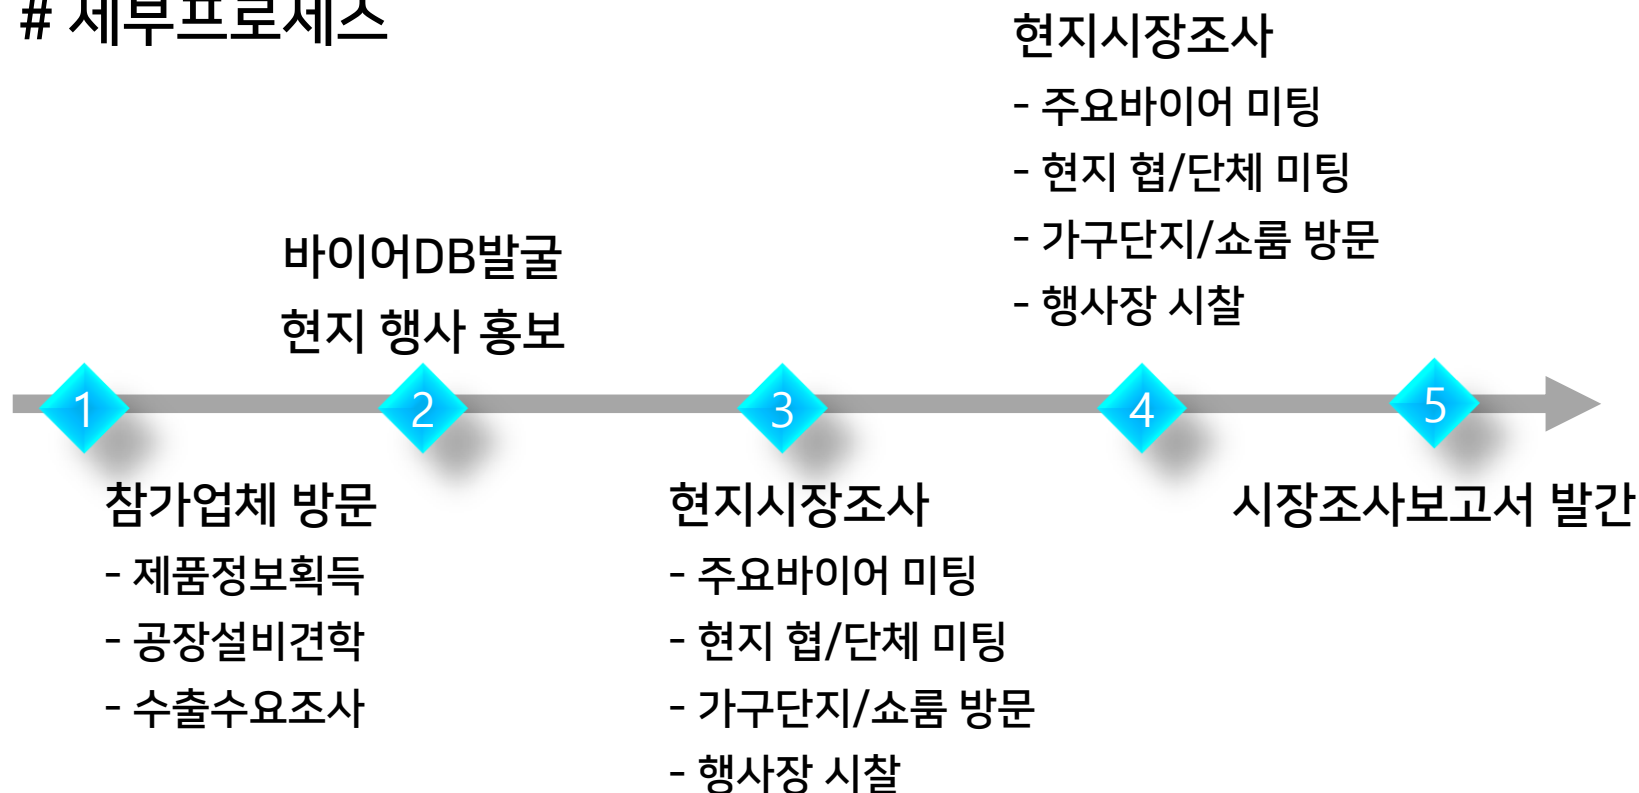 # 세부프로세스
1
참가업체 방문
- 제품정보획득
- 공장설비견학
- 수출수요조사
2
바이어DB발굴
현지 행사 홍보
3
현지시장조사
- 주요바이어 미팅
- 현지 협/단체 미팅
- 가구단지/쇼룸 방문
- 행사장 시찰
4
현지시장조사
- 주요바이어 미팅
- 현지 협/단체 미팅
- 가구단지/쇼룸 방문
- 행사장 시찰
5
시장조사보고서 발간